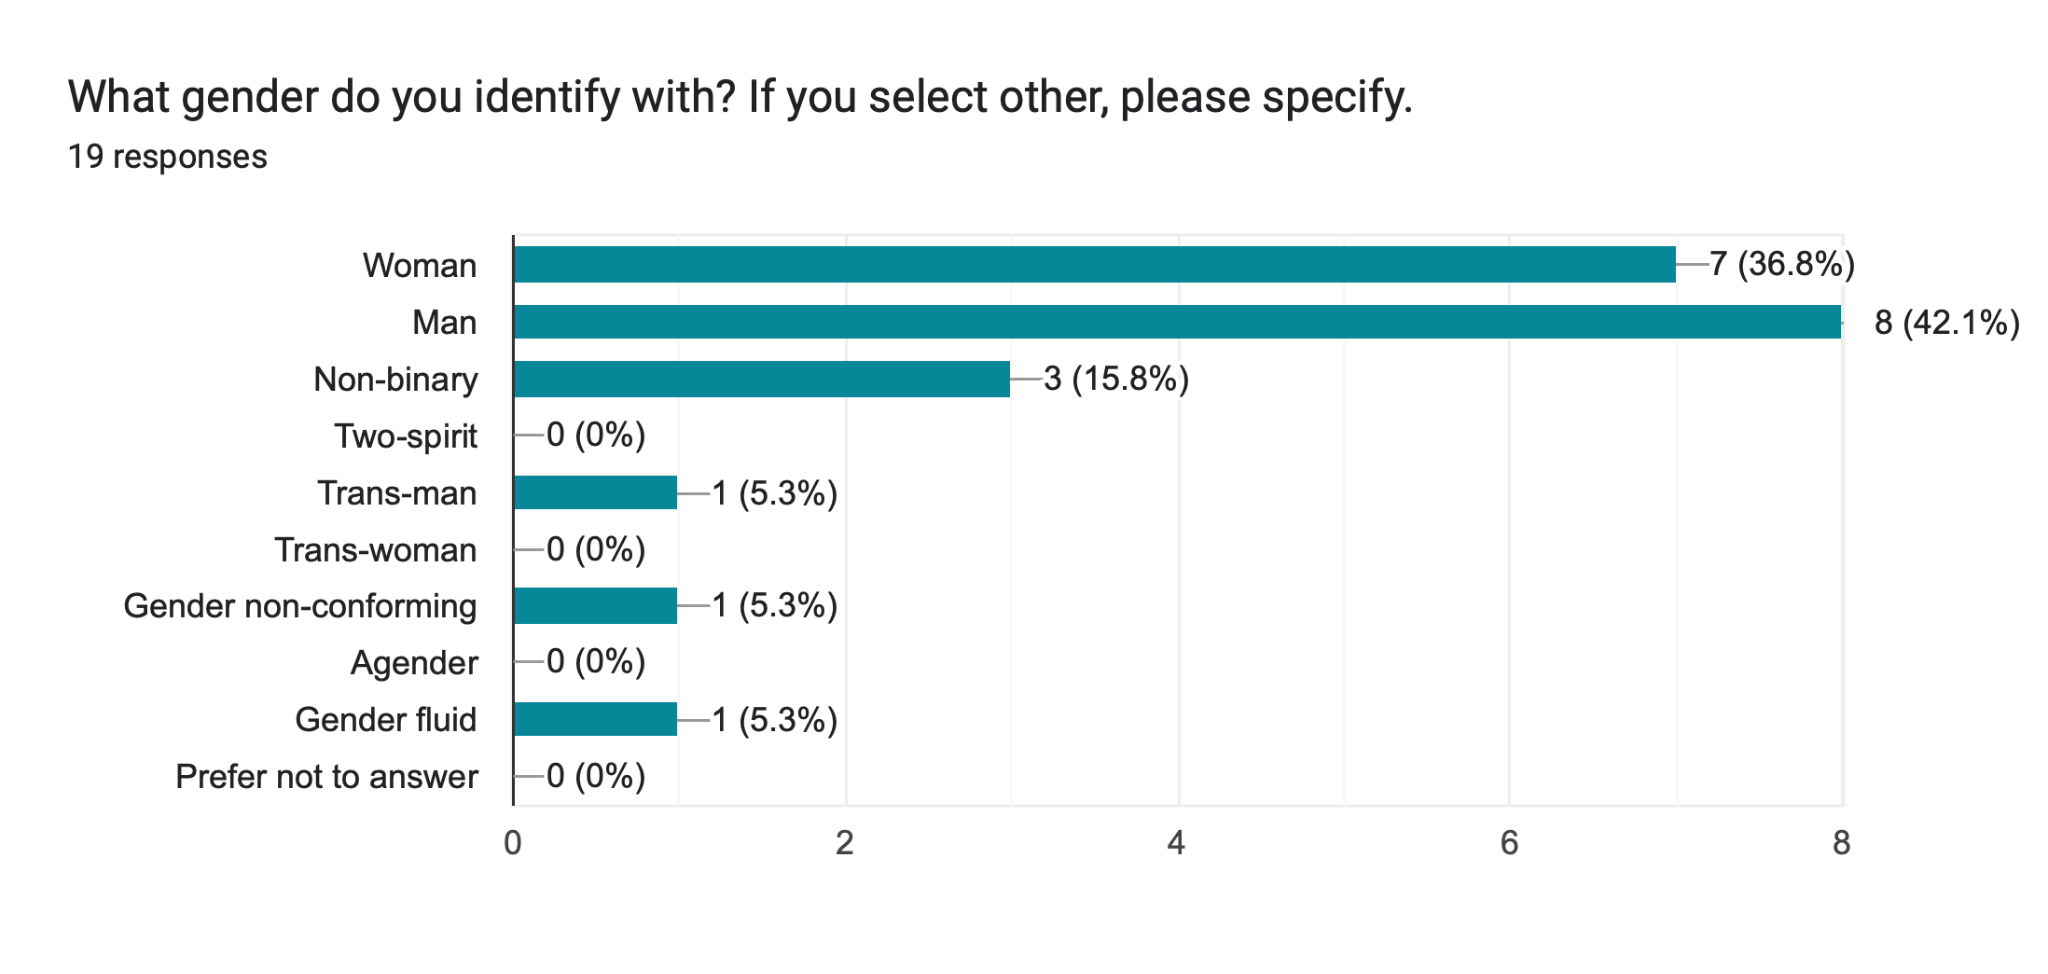 What gender do you identify with? If you select other, please specify.
19 responses
Woman 7 (36.8%)
Man 8 (42.1%)
Non-binary 3 (15.8%)
Two-spirit 0 (0%)
Trans-man 1 (5.3%)
Trans-woman 0 (0%)
Gender non-conforming 1 (5.3%)
Agender 0 (0%)
Gender fluid 1 (5.3%)
Prefer not to answer 0 (0%)
0 2 4 6 8